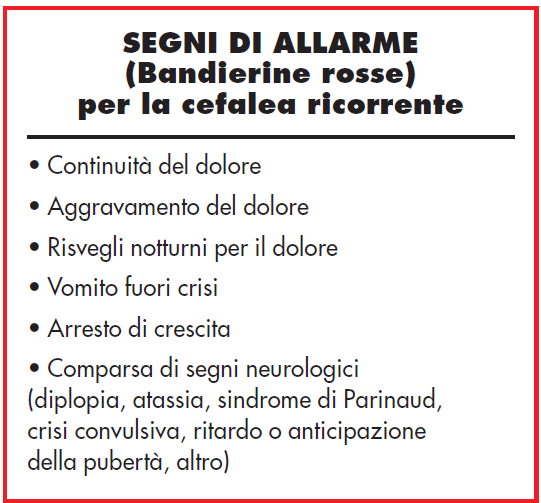 SEGNI DI ALLARME
(Bandierine rosse)
per la cefalea ricorrente
• Continuità del dolore
• Aggravamento del dolore
• Risvegli notturni per il dolore
• Vomito fuori crisi
• Arresto di crescita
• Comparsa di segni neurologici
(diplopia, atassia, sindrome di Parinaud,
crisi convulsiva, ritardo o anticipazione
della pubertà, altro)